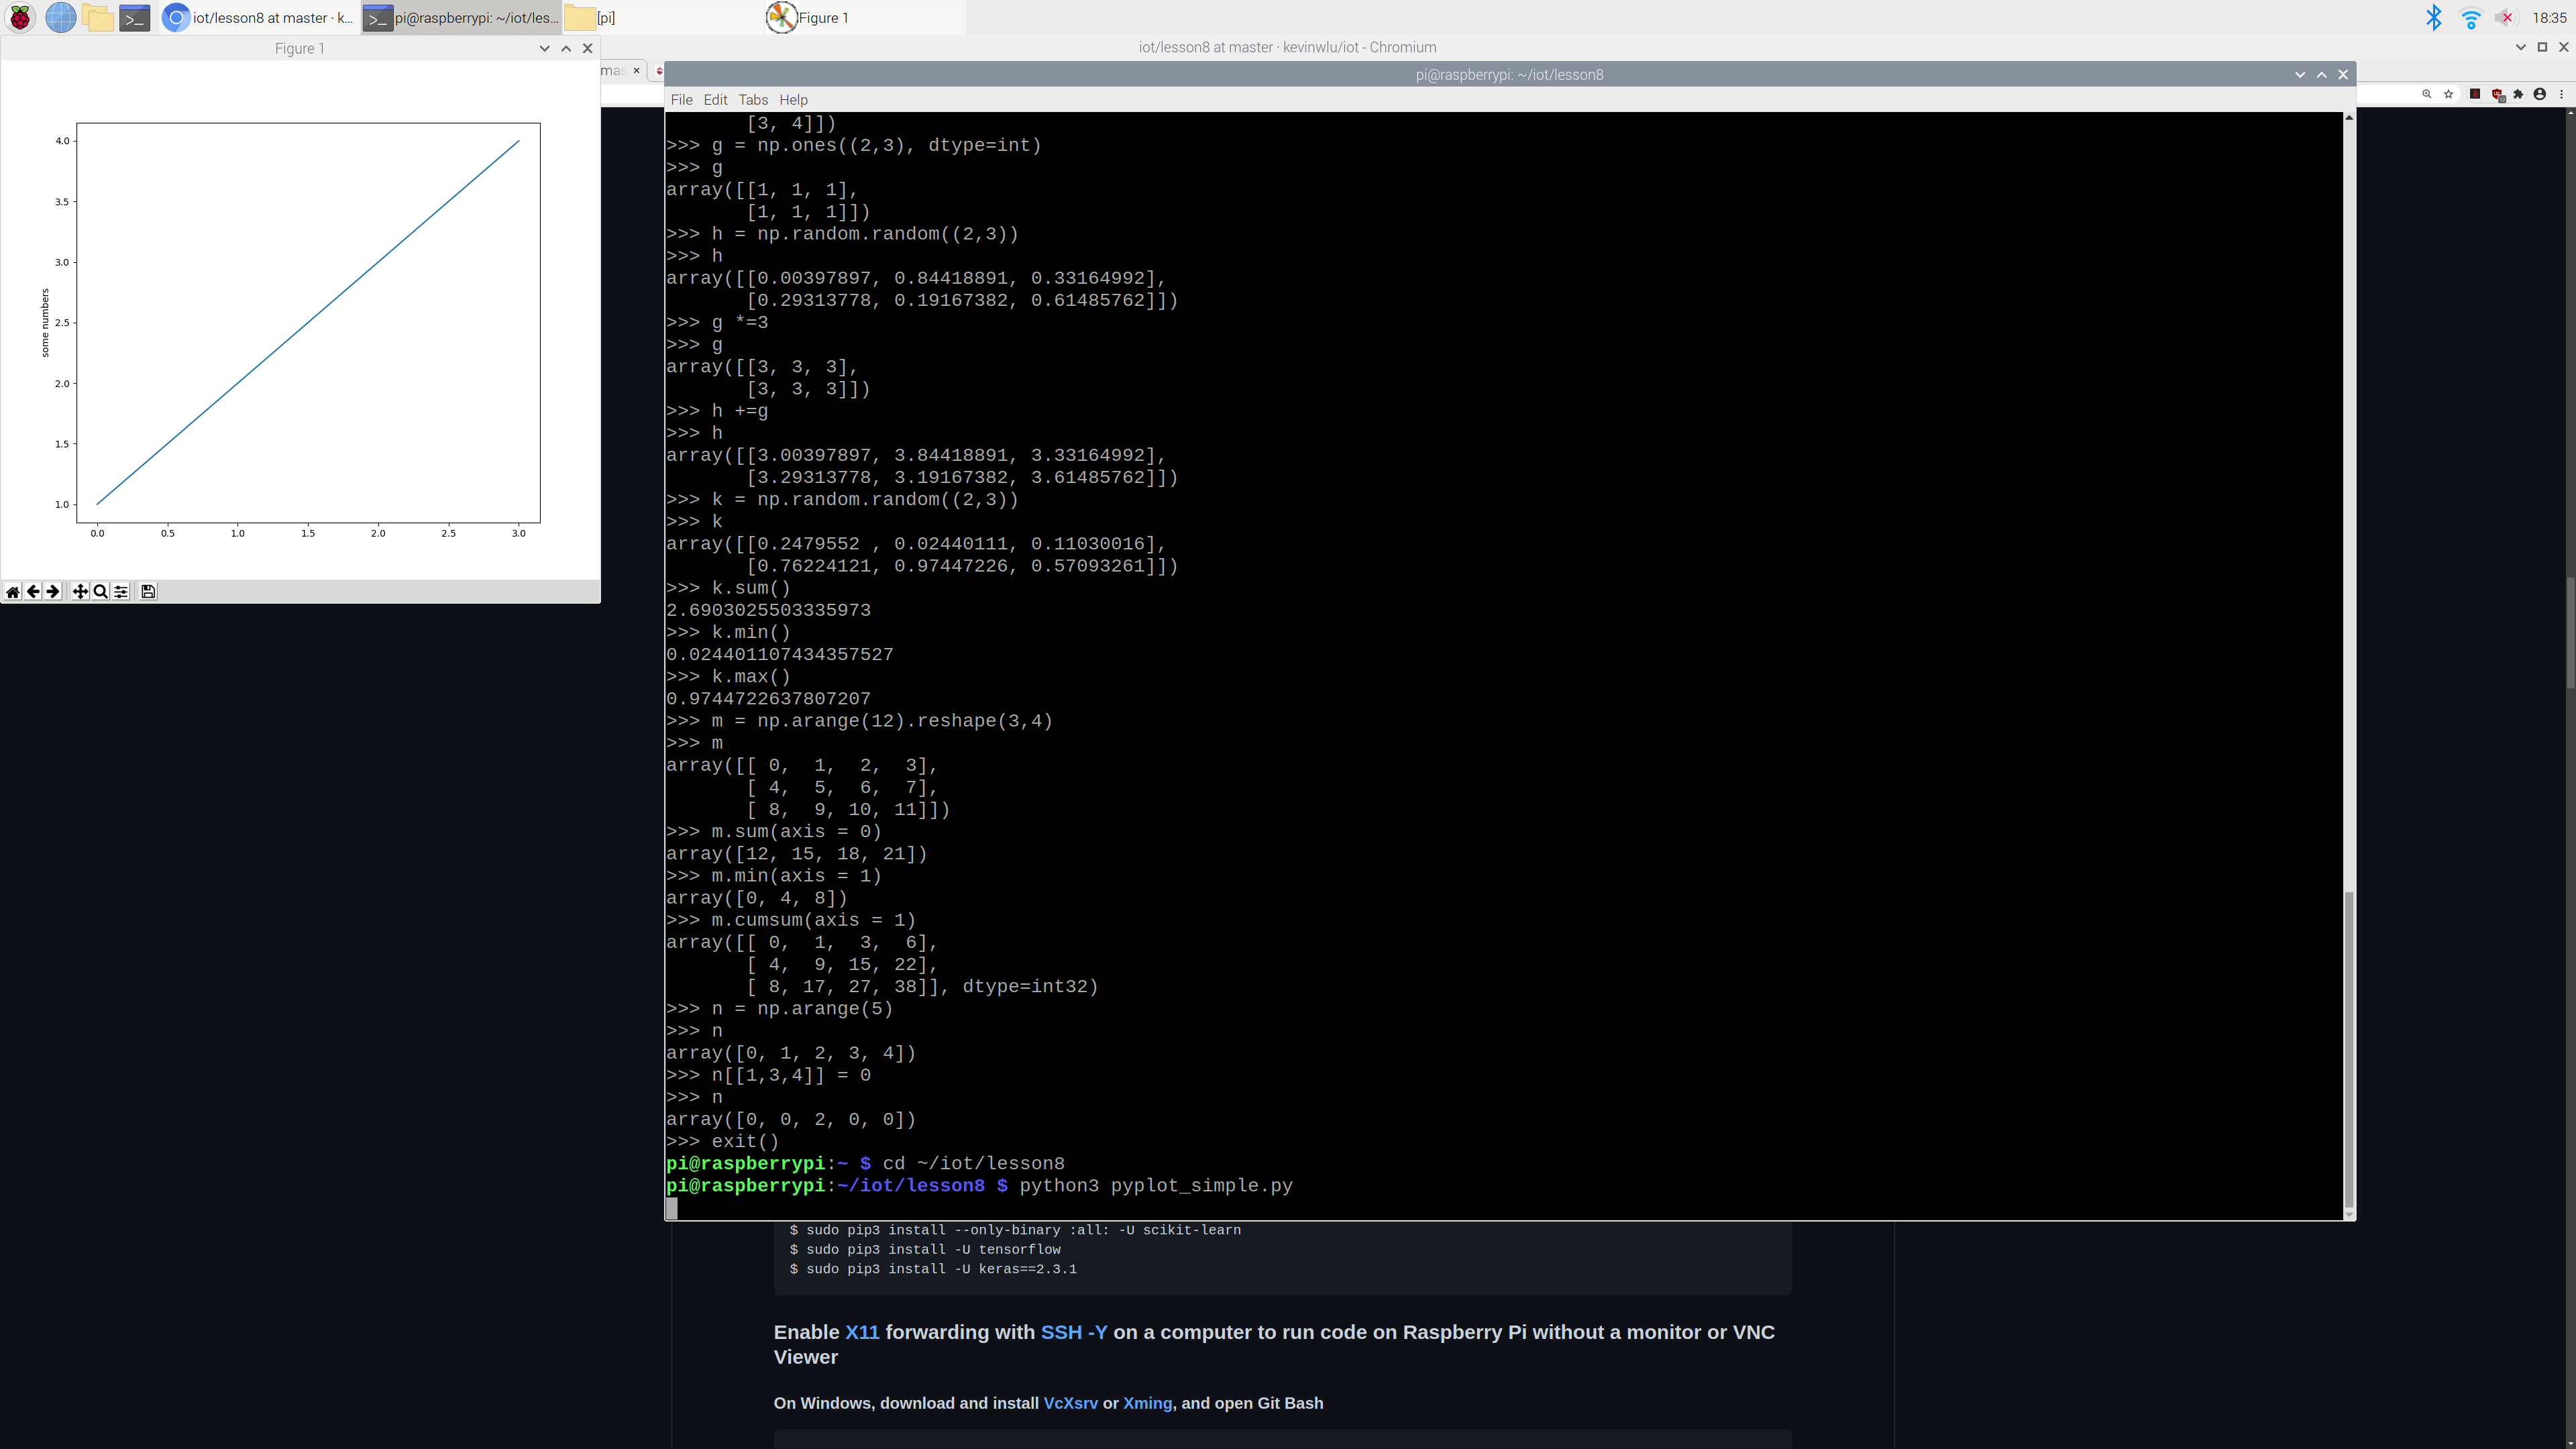 iot/lesson8 at master · k...
pi@raspberrypi: ~/iot/les...
[pi]
Figure 1
18:35
Figure 1
iot/lesson8 at master · kevinwlu/iot - Chromium
mas
pi@raspberrypi: ~/iot/lesson8
File Edit Tabs Help
4.0
3.5
3.0
2.5
2.0
1.5
1.0
some numbers
0.0 0.5 1.0 1.5 2.0 2.5 3.0
       [3, 4]])
>>> g = np.ones((2,3), dtype=int)
>>> g
array([[1, 1, 1],
       [1, 1, 1]])
>>> h = np.random.random((2,3))
>>> h
array([[0.00397897, 0.84418891, 0.33164992],
       [0.29313778, 0.19167382, 0.61485762]])
>>> g *=3
>>> g
array([[3, 3, 3],
       [3, 3, 3]])
>>> h +=g
>>> h
array([[3.00397897, 3.84418891, 3.33164992],
       [3.29313778, 3.19167382, 3.61485762]])
>>> k = np.random.random((2,3))
>>> k
array([[0.2479552 , 0.02440111, 0.11030016],
       [0.76224121, 0.97447226, 0.57093261]])
>>> k.sum()
2.6903025503335973
>>> k.min()
0.024401107434357527
>>> k.max()
0.9744722637807207
>>> m = np.arange(12).reshape(3,4)
>>> m
array([[ 0,  1,  2,  3],
       [ 4,  5,  6,  7],
       [ 8,  9, 10, 11]])
>>> m.sum(axis = 0)
array([12, 15, 18, 21])
>>> m.min(axis = 1)
array([0, 4, 8])
>>> m.cumsum(axis = 1)
array([[ 0,  1,  3,  6],
       [ 4,  9, 15, 22],
       [ 8, 17, 27, 38]], dtype=int32)
>>> n = np.arange(5)
>>> n
array([0, 1, 2, 3, 4])
>>> n[[1,3,4]] = 0
>>> n
array([0, 0, 2, 0, 0])
>>> exit()
pi@raspberrypi:~ $ cd ~/iot/lesson8
pi@raspberrypi:~/iot/lesson8 $ python3 pyplot_simple.py
$ sudo pip3 install --only-binary :all: -U scikit-learn
$ sudo pip3 install -U tensorflow
$ sudo pip3 install -U keras==2.3.1
Enable X11 forwarding with SSH -Y on a computer to run code on Raspberry Pi without a monitor or VNC
Viewer
On Windows, download and install VcXsrv or Xming, and open Git Bash